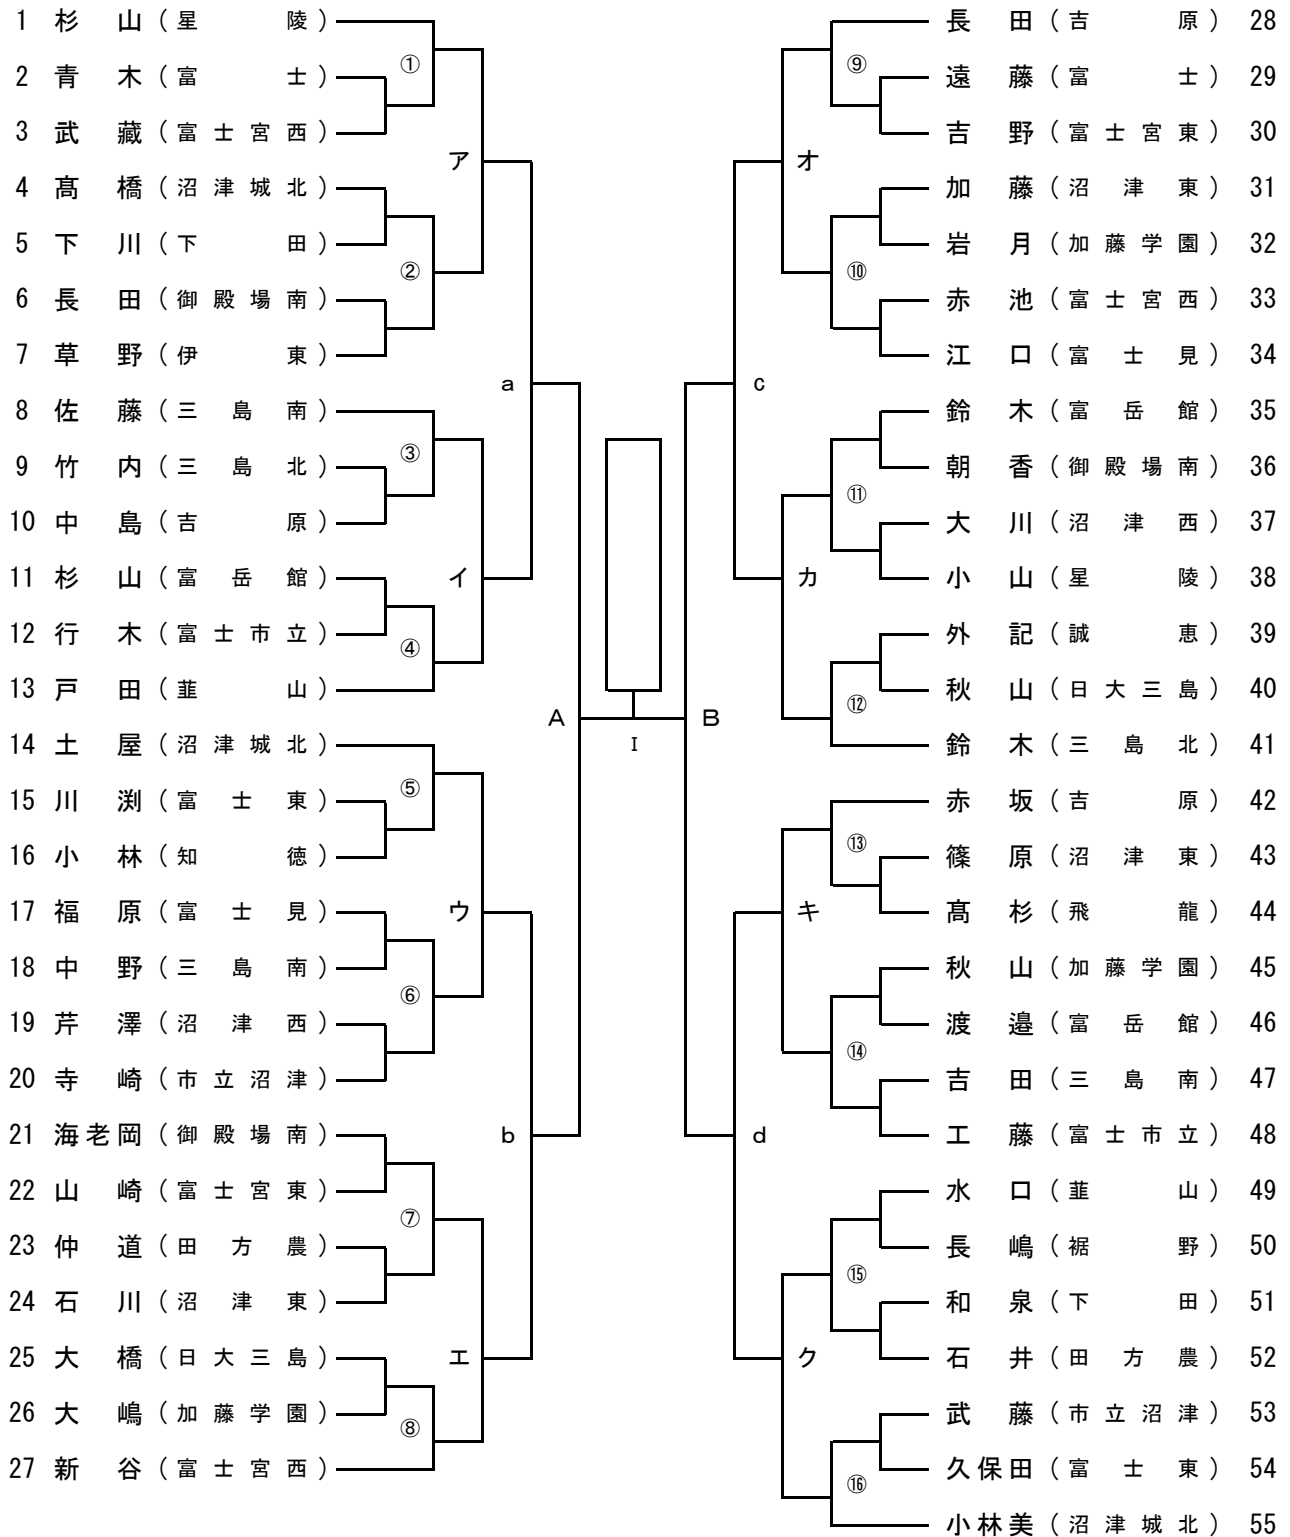 1 杉山（星陵）
2 青木（富士）
3 武藏（富士宮西）
4 髙橋（沼津城北）
5 下川（下田）
6 長田（御殿場南）
7 草野（伊東）
8 佐藤（三島南）
9 竹内（三島北）
10 中島（吉原）
11 杉山（富岳館）
12 行木（富士市立）
13 戸田（韮山）
14 土屋（沼津城北）
15 川渕（富士東）
16 小林（知徳）
17 福原（富士見）
18 中野（三島南）
19 芹澤（沼津西）
20 寺崎（市立沼津）
21 海老岡（御殿場南）
22 山崎（富士宮東）
23 仲道（田方農）
24 石川（沼津東）
25 大橋（日大三島）
26 大嶋（加藤学園）
27 新谷（富士宮西）
①
②
③
④
⑤
⑥
⑦
⑧
ア
イ
ウ
エ
a
b
A
I
B
c
d
オ
カ
キ
ク
⑨
⑩
⑪
⑫
⑬
⑭
⑮
⑯
長田（吉原）28
遠藤（富士）29
吉野（富士宮東）30
加藤（沼津東）31
岩月（加藤学園）32
赤池（富士宮西）33
江口（富士見）34
鈴木（富岳館）35
朝香（御殿場南）36
大川（沼津西）37
小山（星陵）38
外記（誠恵）39
秋山（日大三島）40
鈴木（三島北）41
赤坂（吉原）42
篠原（沼津東）43
髙杉（飛龍）44
秋山（加藤学園）45
渡邉（富岳館）46
吉田（三島南）47
工藤（富士市立）48
水口（韮山）49
長嶋（裾野）50
和泉（下田）51
石井（田方農）52
武藤（市立沼津）53
久保田（富士東）54
小林美（沼津城北）55